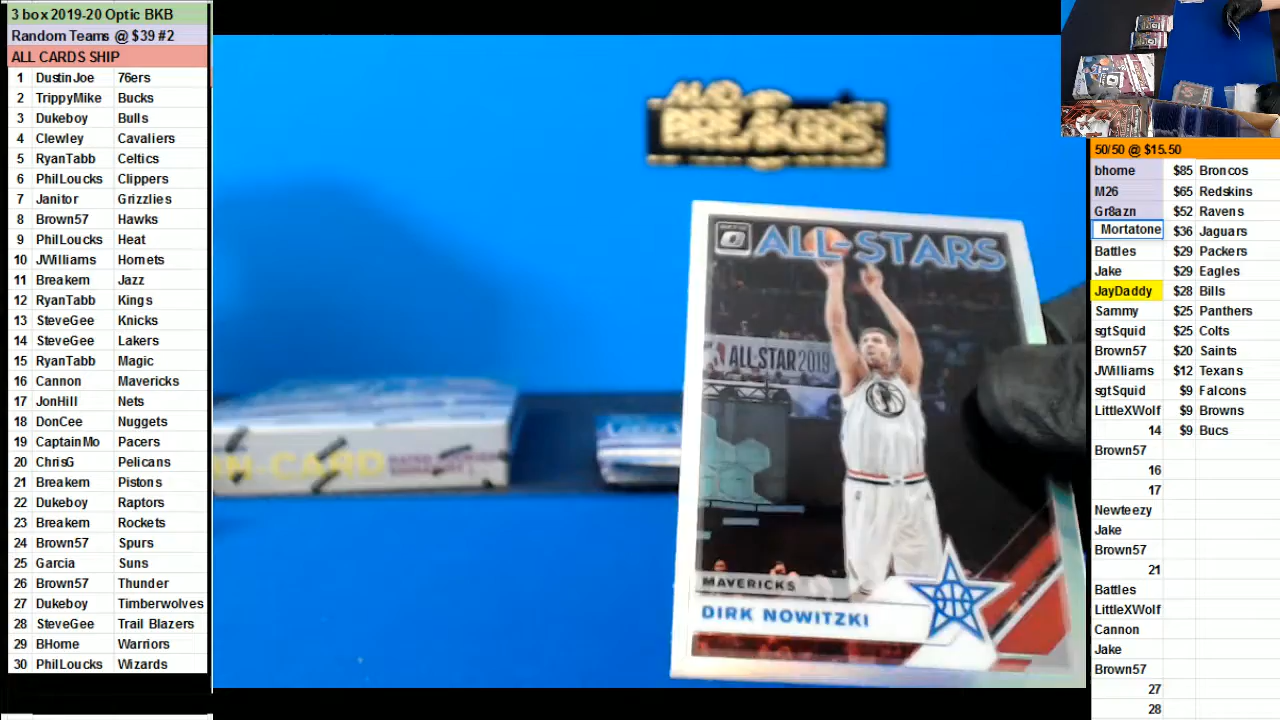 3 box 2019-20 Optic BKB
Random Teams @ $39 #2
ALL CARDS SHIP
1 DustinJoe 76ers
2 TrippyMike Bucks
3 Dukeboy Bulls
4 Clewley Cavaliers
5 RyanTabb Celtics
6 PhilLoucks Clippers
7 Janitor Grizzlies
8 Brown57 Hawks
9 PhilLoucks Heat
10 JWilliams Hornets
11 Breakem Jazz
12 RyanTabb Kings
13 SteveGee Knicks
14 SteveGee Lakers
15 RyanTabb Magic
16 Cannon Mavericks
17 JonHill Nets
18 DonCee Nuggets
19 CaptainMo Pacers
20 ChrisG Pelicans
21 Breakem Pistons
22 Dukeboy Raptors
23 Breakem Rockets
24 Brown57 Spurs
25 Garcia Suns
26 Brown57 Thunder
27 Dukeboy Timberwolves
28 SteveGee Trail Blazers
29 BHome Warriors
30 PhilLoucks Wizards
BREAKERS
ALL-STARS
ALL-STAR 2019
MAVERICKS
DIRK NOWITZKI
N-CARD
50/50 @ $15.50
bhome $85 Broncos
M26 $65 Redskins
Gr8azn $52 Ravens
Mortatone $36 Jaguars
Battles $29 Packers
Jake $29 Eagles
JayDaddy $28 Bills
Sammy $25 Panthers
sgtSquid $25 Colts
Brown57 $20 Saints
JWilliams $12 Texans
sgtSquid $9 Falcons
LittleXWolf $9 Browns
14 $9 Bucs
Brown57
16
17
Newteezy
Jake
Brown57
21
Battles
LittleXWolf
Cannon
Jake
Brown57
27
28